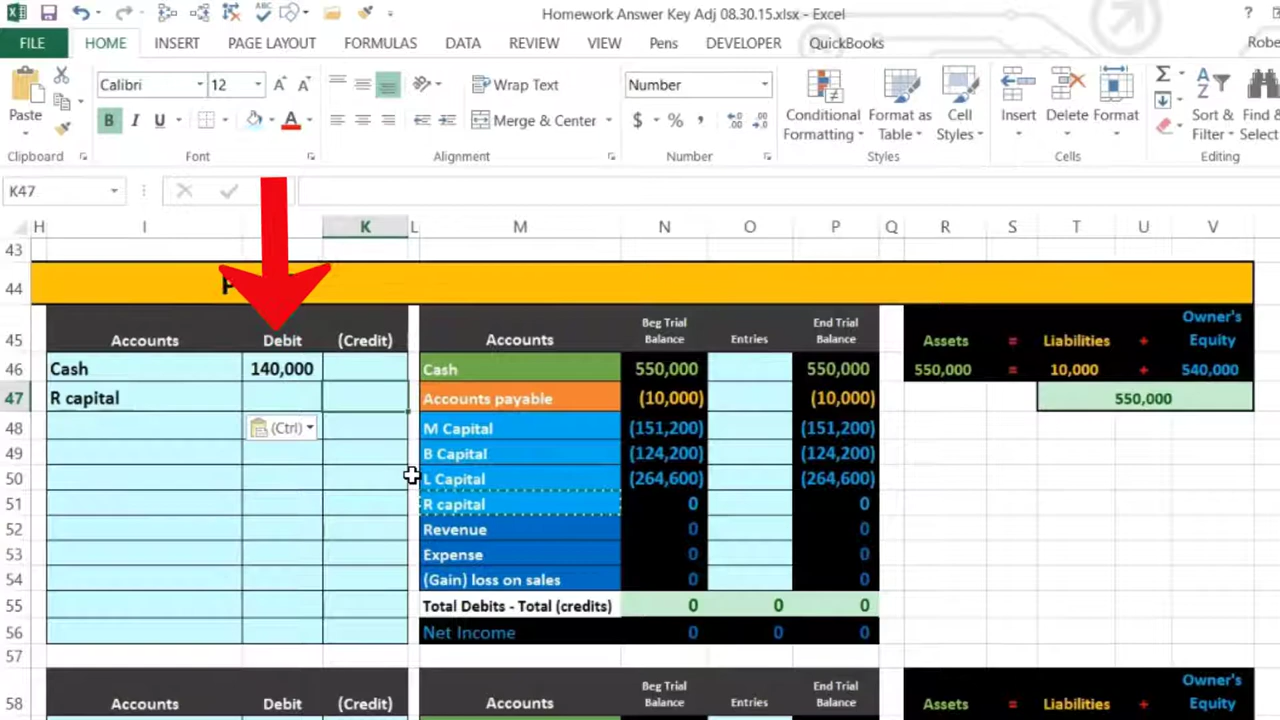 Homework Answer Key Adj 08.30.15.xlsx - Excel ?
FILE HOME INSERT PAGE LAYOUT FORMULAS DATA REVIEW VIEW Pens DEVELOPER QuickBooks
Calibri 12 Wrap Text Number
Paste B I U A Merge & Center $ % , Conditional Formatting Format as Table Cell Styles Insert Delete Format Sort & Filter
Clipboard Font Alignment Number Styles Cells Editing
K47
H I K L M N O P Q R S T U V
43
44
45 Accounts Debit (Credit) Accounts Beg Trial Balance Entries End Trial Balance Assets = Liabilities + Owner's Equity
46 Cash 140,000 Cash 550,000 550,000 550,000 = 10,000 + 540,000
47 R capital Accounts payable (10,000) (10,000) 550,000
48 (Ctrl) M Capital (151,200) (151,200)
49 B Capital (124,200) (124,200)
50 L Capital (264,600) (264,600)
51 R capital 0 0
52 Revenue 0 0
53 Expense 0 0
54 (Gain) loss on sales 0 0
55 Total Debits - Total (credits) 0 0 0
56 Net Income 0 0 0
57
58 Accounts Debit (Credit) Accounts Beg Trial Balance Entries End Trial Balance Assets = Liabilities + Owner's Equity